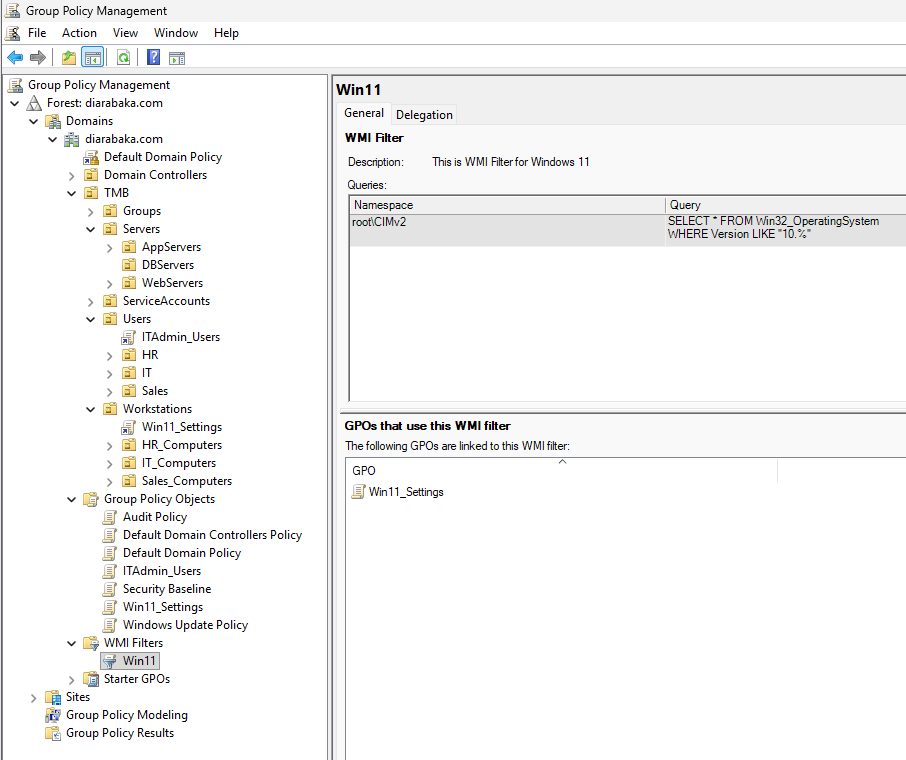 Group Policy Management
File Action View Window Help
Group Policy Management
Forest: diarabaka.com
Domains
diarabaka.com
Default Domain Policy
Domain Controllers
TMB
Groups
Servers
AppServers
DBServers
WebServers
ServiceAccounts
Users
ITAdmin_Users
HR
IT
Sales
Workstations
Win11_Settings
HR_Computers
IT_Computers
Sales_Computers
Group Policy Objects
Audit Policy
Default Domain Controllers Policy
Default Domain Policy
ITAdmin_Users
Security Baseline
Win11_Settings
Windows Update Policy
WMI Filters
Win11
Starter GPOs
Sites
Group Policy Modeling
Group Policy Results
Win11
General Delegation
WMI Filter
Description: This is WMI Filter for Windows 11
Queries:
Namespace Query
root\CIMv2 SELECT * FROM Win32_OperatingSystem
WHERE Version LIKE "10.%"
GPOs that use this WMI filter
The following GPOs are linked to this WMI filter:
GPO
Win11_Settings